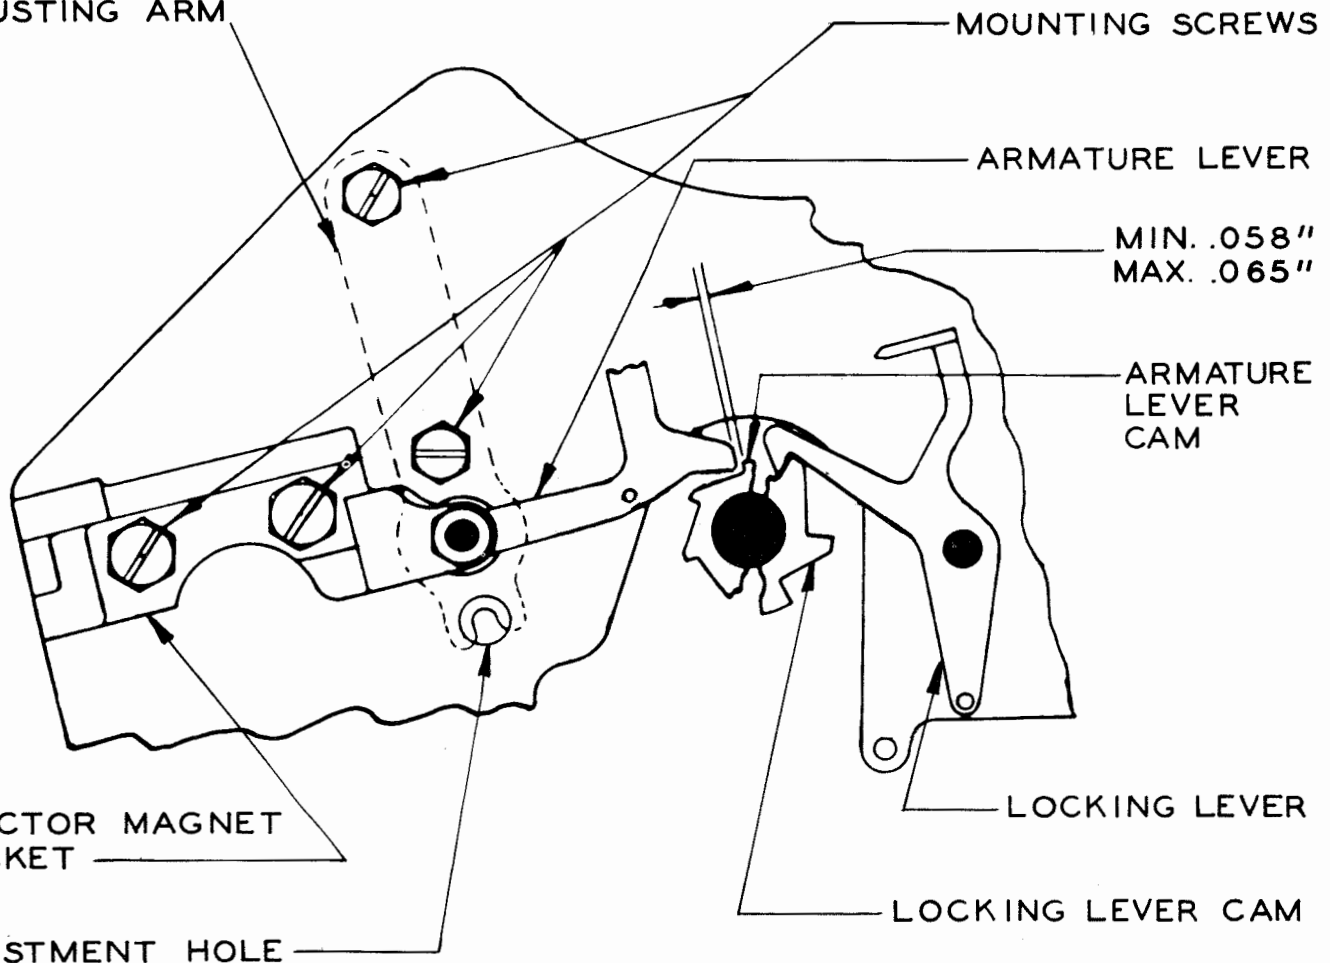 USTING ARM
MOUNTING SCREWS
ARMATURE LEVER
MIN. .058"
MAX. .065"
ARMATURE
LEVER
CAM
LOCKING LEVER
CTOR MAGNET
KET
LOCKING LEVER CAM
STMENT HOLE